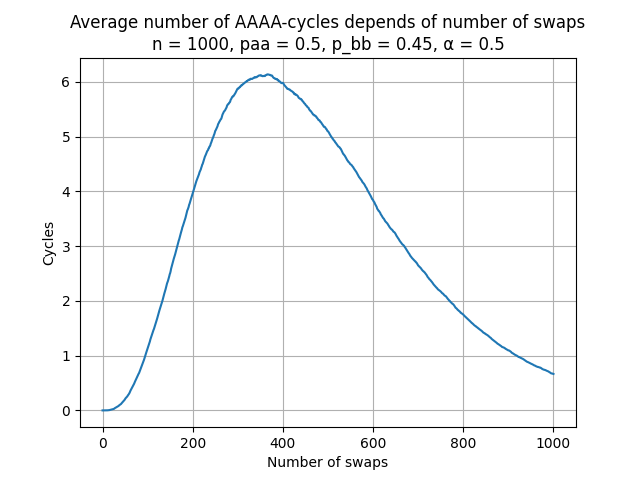 Average number of AAAA-cycles depends of number of swaps
n = 1000, paa = 0.5, p_bb = 0.45, α = 0.5
6
5
4
3
2
1
0
Cycles
0 200 400 600 800 1000
Number of swaps